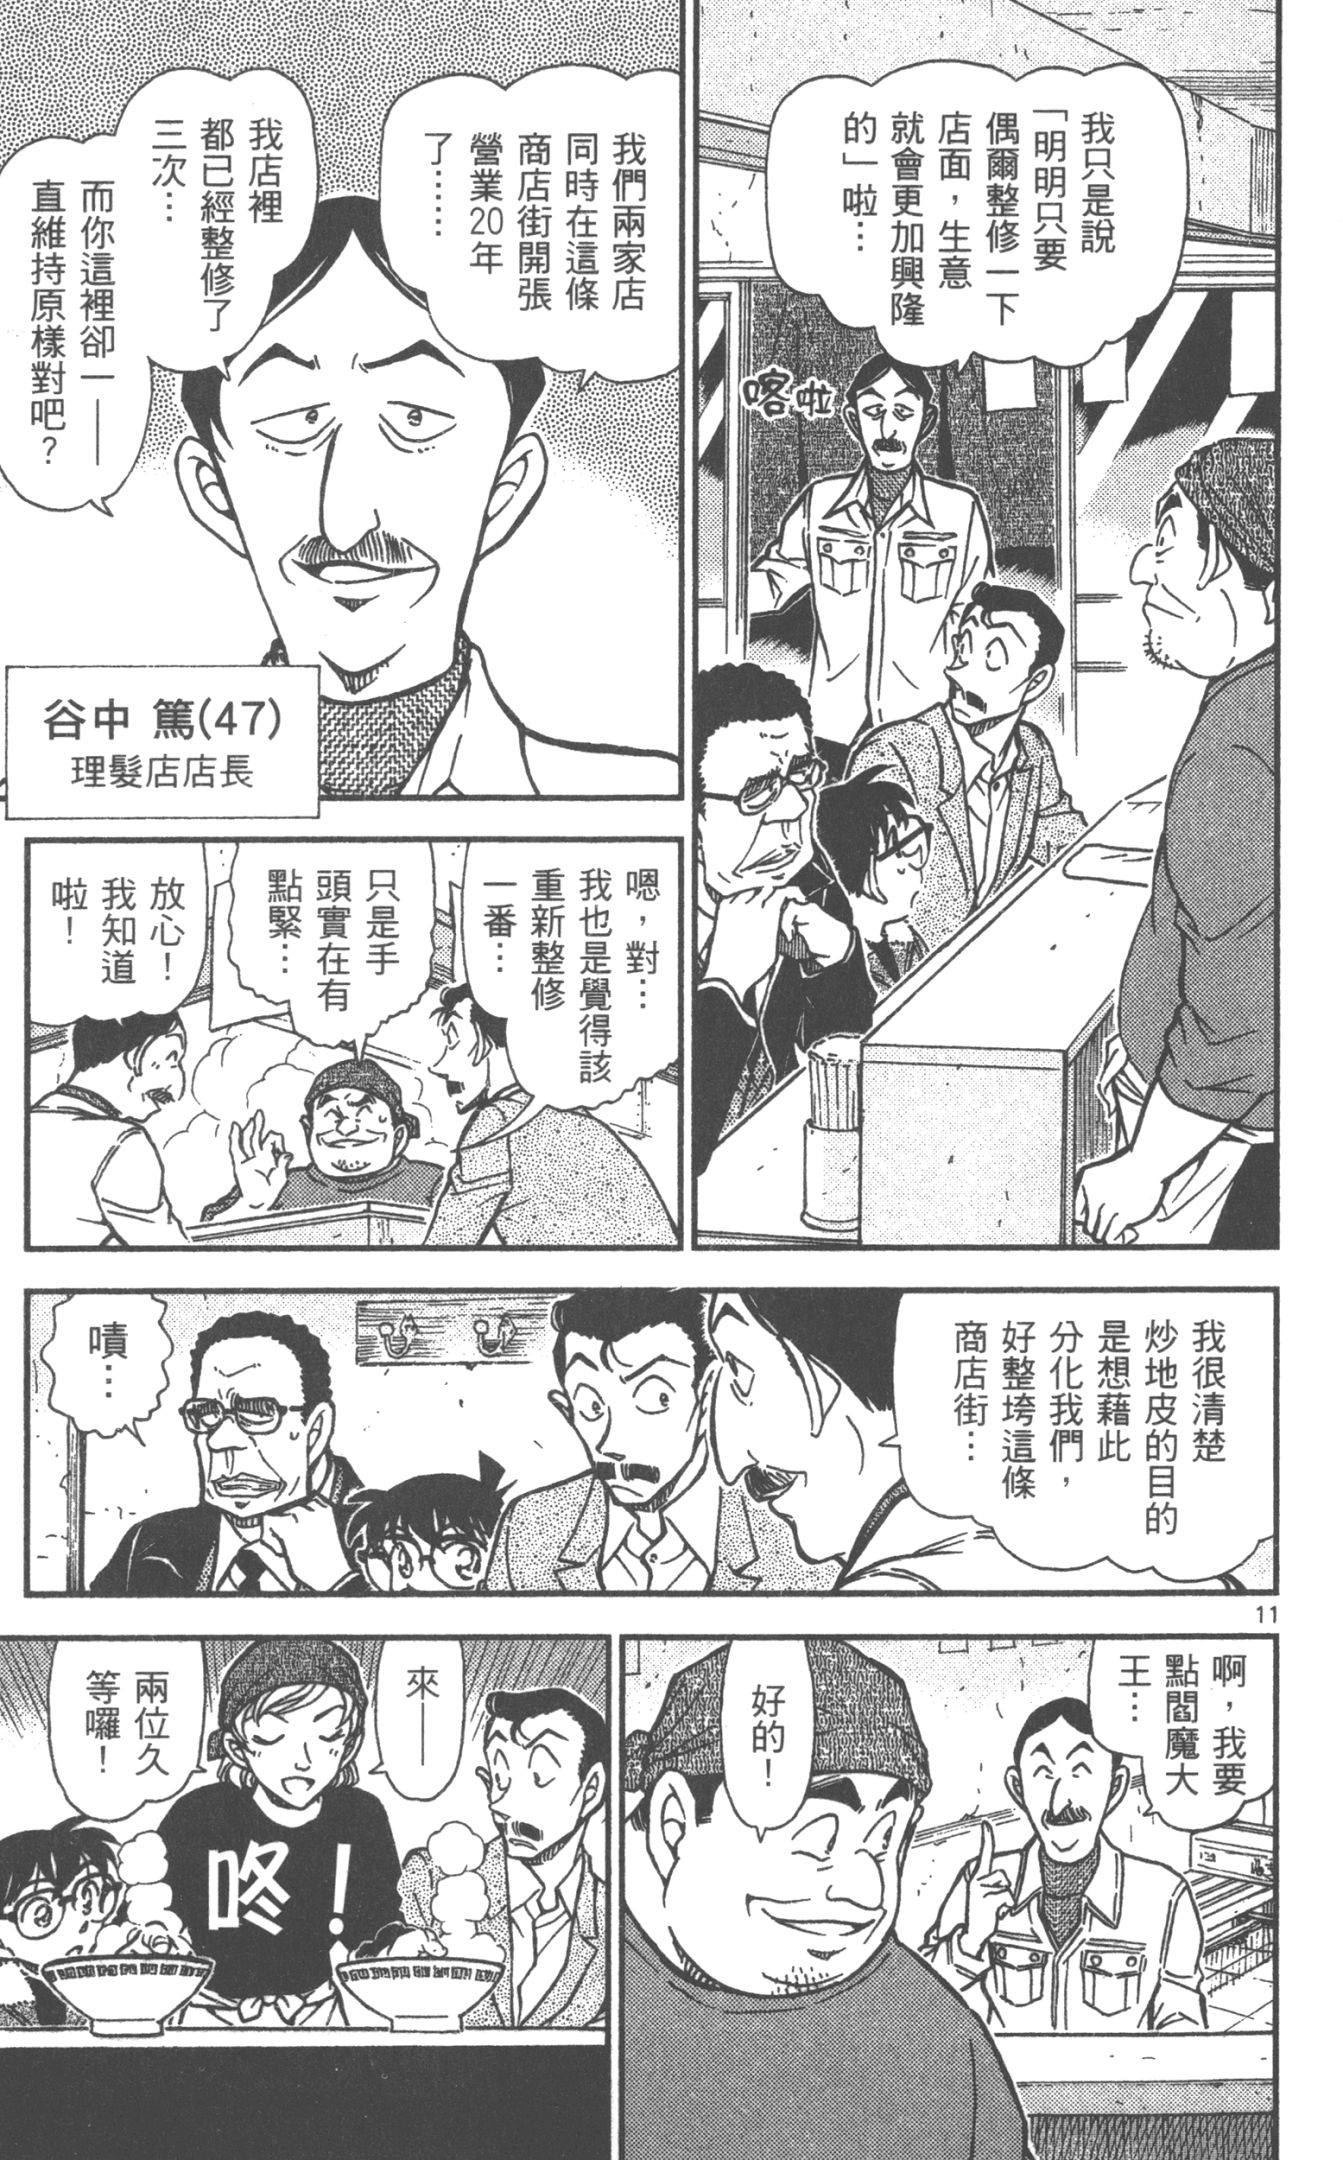 我只是說
「明明只要
偶爾整修一下
店面，生意
就會更加興隆
的」啦…
喀啦
我們兩家店
同時在這條
商店街開張
營業20年
了……
我店裡
都已經整修了
三次…
而你這裡卻一——
直維持原樣對吧？
谷中 篤(47)
理髮店店長
嗯，對…
我也是覺得該
重新整修
一番…
只是手
頭實在有
點緊…
放心！
我知道
啦！
我很清楚
炒地皮的目的
是想藉此
分化我們，
好整垮這條
商店街…
嘖…
11
啊，我要
點閻魔大
王…
好的！
來——
兩位久
等囉！
咚！